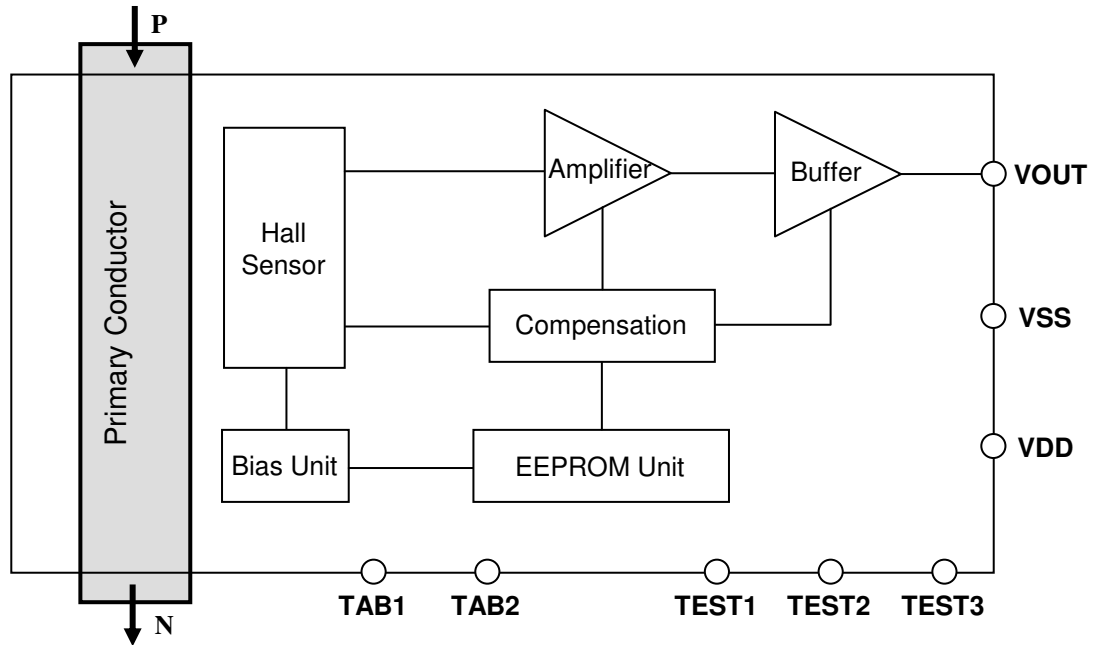 P
Primary Conductor
Hall
Sensor
Amplifier
Buffer
VOUT
Compensation
VSS
Bias Unit
EEPROM Unit
VDD
TAB1
TAB2
TEST1
TEST2
TEST3
N